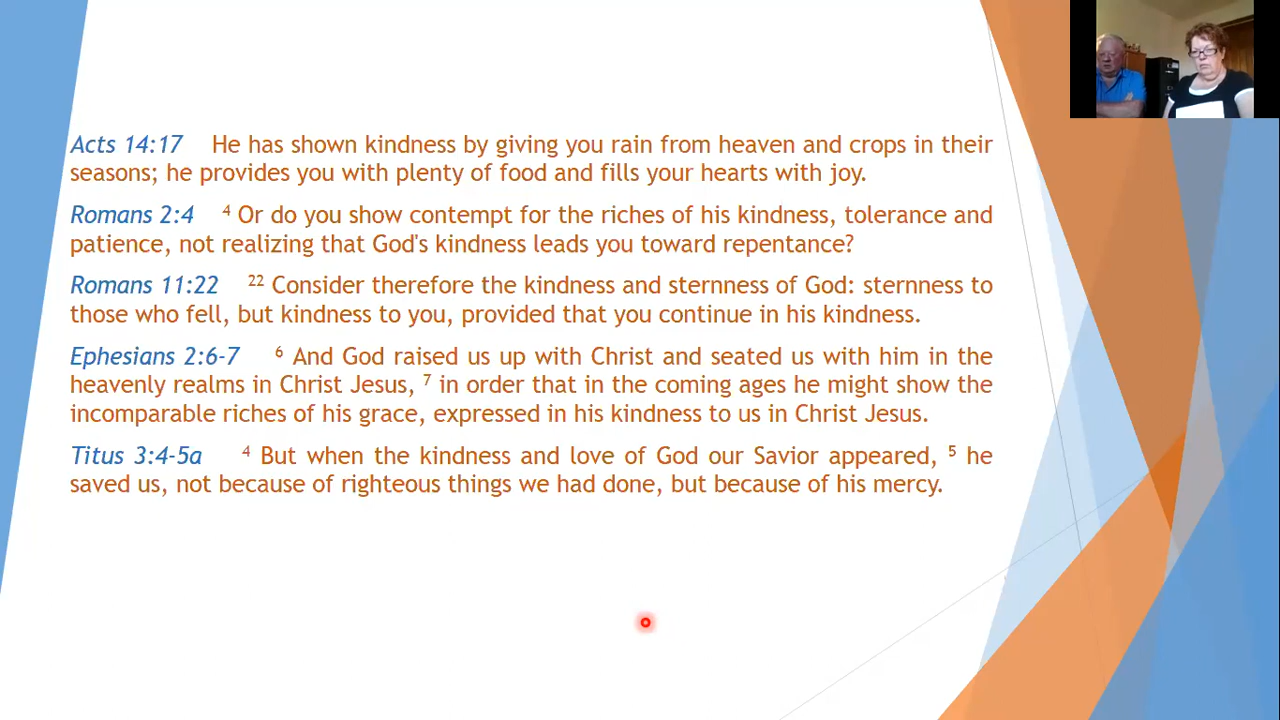 Acts 14:17 He has shown kindness by giving you rain from heaven and crops in their
seasons; he provides you with plenty of food and fills your hearts with joy.
Romans 2:4 ⁴ Or do you show contempt for the riches of his kindness, tolerance and
patience, not realizing that God's kindness leads you toward repentance?
Romans 11:22 ²² Consider therefore the kindness and sternness of God: sternness to
those who fell, but kindness to you, provided that you continue in his kindness.
Ephesians 2:6-7 ⁶ And God raised us up with Christ and seated us with him in the
heavenly realms in Christ Jesus, ⁷ in order that in the coming ages he might show the
incomparable riches of his grace, expressed in his kindness to us in Christ Jesus.
Titus 3:4-5a ⁴ But when the kindness and love of God our Savior appeared, ⁵ he
saved us, not because of righteous things we had done, but because of his mercy.